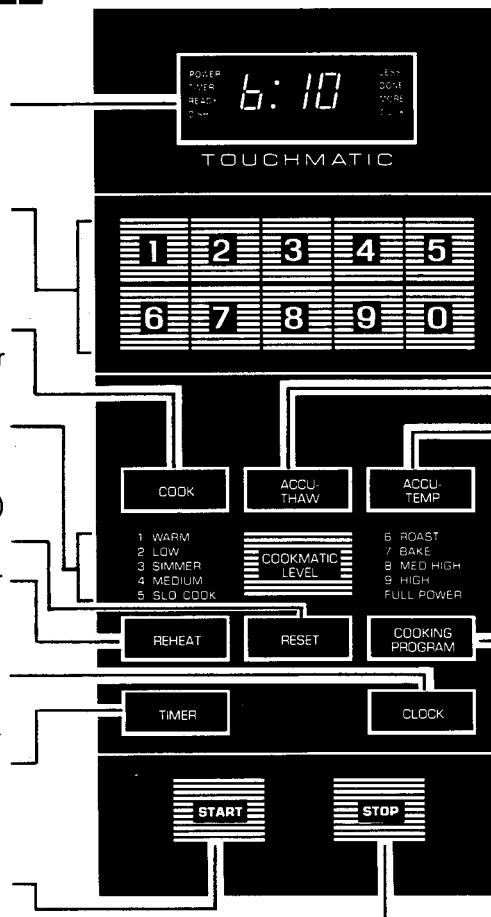 POWER
TIMER
READY
DISH
6:10
LESS
DONE
MORE
TOUCHMATIC
1 2 3 4 5
6 7 8 9 0
COOK
ACCU-
THAW
ACCU-
TEMP
1 WARM
2 LOW
3 SIMMER
4 MEDIUM
5 SLO COOK
COOKMATIC
LEVEL
6 ROAST
7 BAKE
8 MED HIGH
9 HIGH
FULL POWER
REHEAT
RESET
COOKING
PROGRAM
TIMER
CLOCK
START
STOP